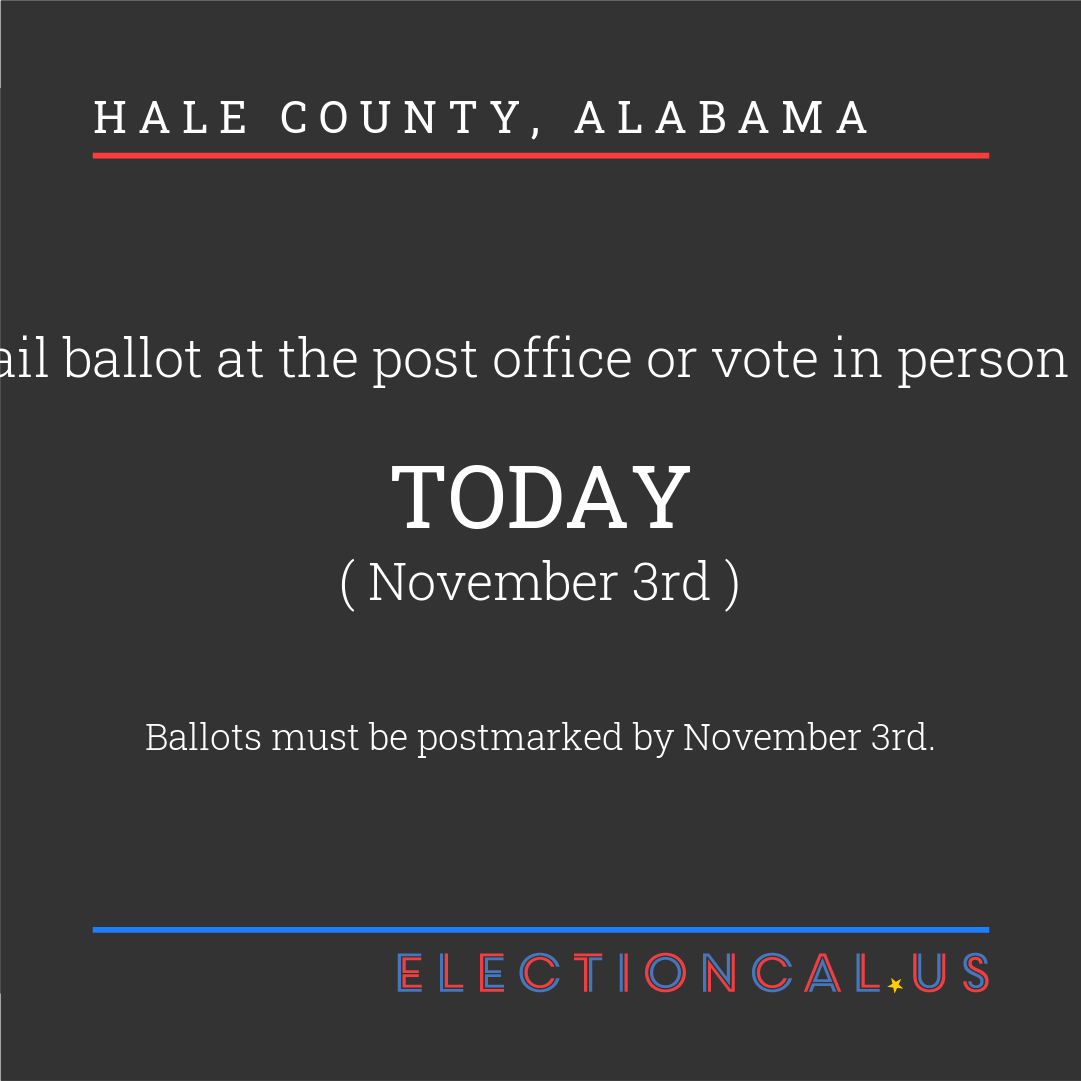 HALE COUNTY, ALABAMA
ail ballot at the post office or vote in person
TODAY
( November 3rd )
Ballots must be postmarked by November 3rd.
ELECTIONCAL.US